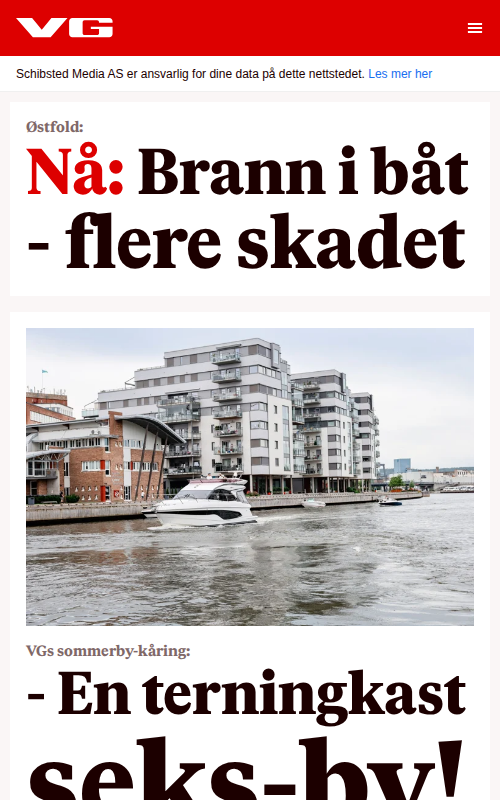 VG
Schibsted Media AS er ansvarlig for dine data på dette nettstedet. Les mer her
Østfold:
Nå: Brann i båt
- flere skadet
VGs sommerby-kåring:
- En terningkast
seks-by!